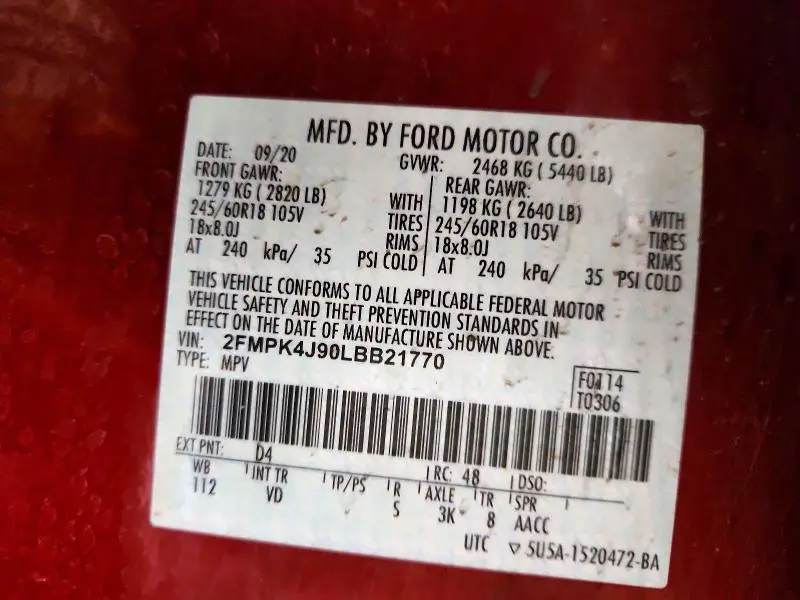 MFD. BY FORD MOTOR CO.
DATE: 09/20 GVWR: 2468 KG ( 5440 LB)
FRONT GAWR: REAR GAWR:
1279 KG ( 2820 LB) WITH 1198 KG ( 2640 LB) WITH
245/60R18 105V TIRES 245/60R18 105V TIRES
18x8.0J RIMS 18x8.0J RIMS
AT 240 kPa/ 35 PSI COLD AT 240 kPa/ 35 PSI COLD
THIS VEHICLE CONFORMS TO ALL APPLICABLE FEDERAL MOTOR
VEHICLE SAFETY AND THEFT PREVENTION STANDARDS IN
EFFECT ON THE DATE OF MANUFACTURE SHOWN ABOVE.
VIN: 2FMPK4J90LBB21770
TYPE: MPV
F0114
T0306
EXT PNT: D4 RC: 48 DSO:
WB INT TR TP/PS R AXLE TR SPR
112 VD S 3K 8 AACC
UTC ▽ 5U5A-1520472-BA